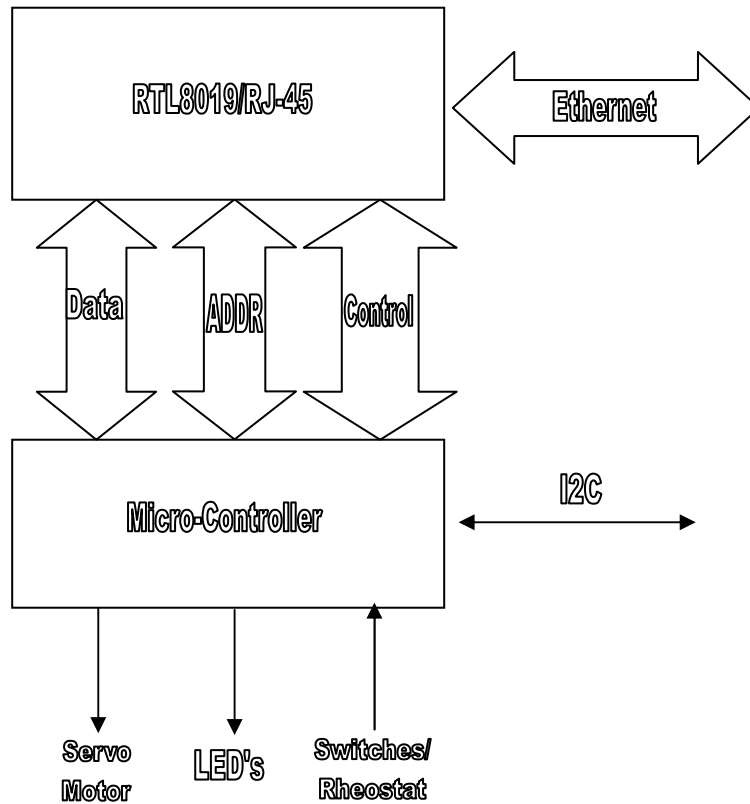 RTL8019/RJ-45
Ethernet
Data
ADDR
Control
Micro-Controller
I2C
Servo
Motor
LED's
Switches/
Rheostat